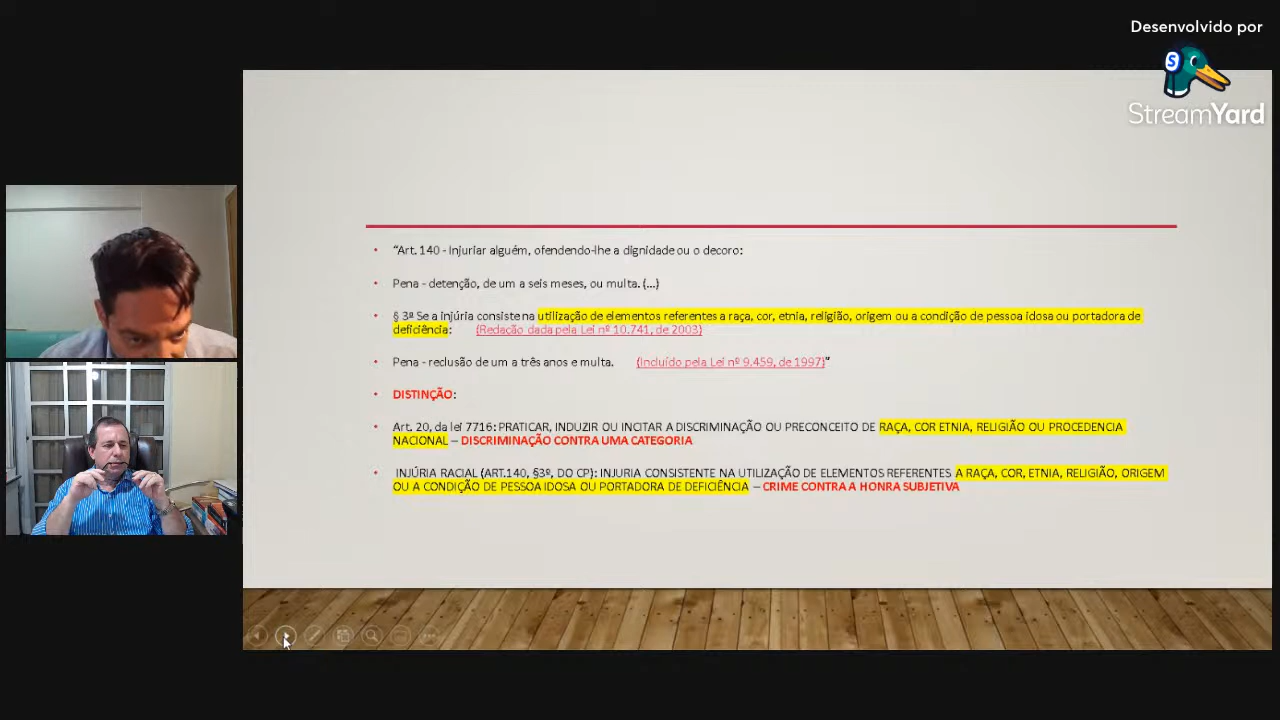 Desenvolvido por
StreamYard
• “Art. 140 - Injuriar alguém, ofendendo-lhe a dignidade ou o decoro:
• Pena - detenção, de um a seis meses, ou multa. (...)
• § 3º Se a injúria consiste na utilização de elementos referentes a raça, cor, etnia, religião, origem ou a condição de pessoa idosa ou portadora de
deficiência: (Redação dada pela Lei nº 10.741, de 2003)
• Pena - reclusão de um a três anos e multa. (Incluído pela Lei nº 9.459, de 1997)“
• DISTINÇÃO:
• Art. 20, da lei 7716: PRATICAR, INDUZIR OU INCITAR A DISCRIMINAÇÃO OU PRECONCEITO DE RAÇA, COR ETNIA, RELIGIÃO OU PROCEDENCIA
NACIONAL – DISCRIMINAÇÃO CONTRA UMA CATEGORIA
• INJÚRIA RACIAL (ART.140, §3º, DO CP): INJURIA CONSISTENTE NA UTILIZAÇÃO DE ELEMENTOS REFERENTES A RAÇA, COR, ETNIA, RELIGIÃO, ORIGEM
OU A CONDIÇÃO DE PESSOA IDOSA OU PORTADORA DE DEFICIÊNCIA – CRIME CONTRA A HONRA SUBJETIVA